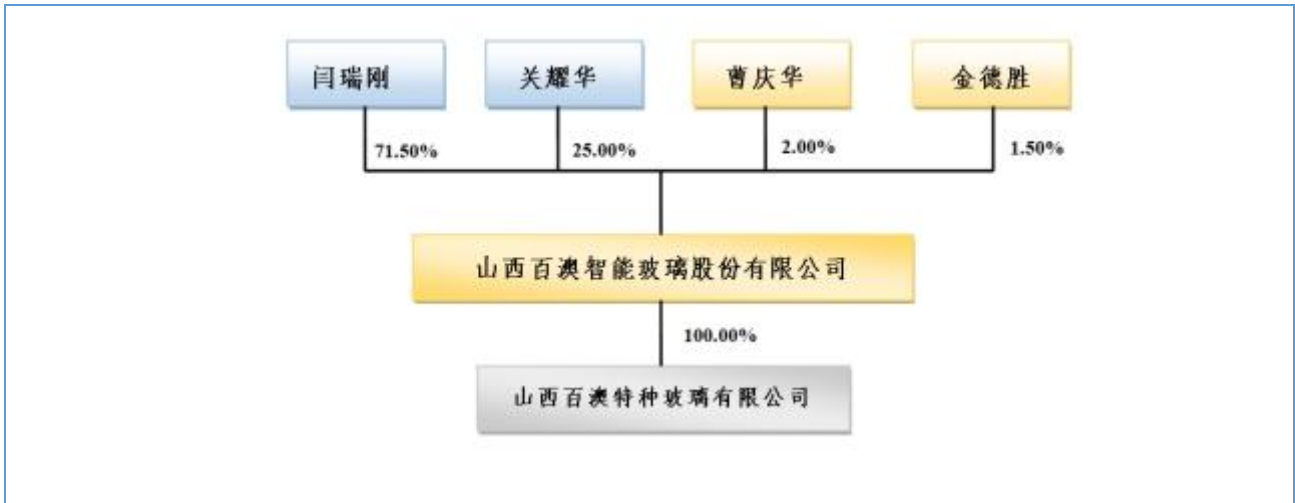 闫瑞刚
关耀华
曹庆华
金德胜
71.50%
25.00%
2.00%
1.50%
山西百澳智能玻璃股份有限公司
100.00%
山西百澳特种玻璃有限公司